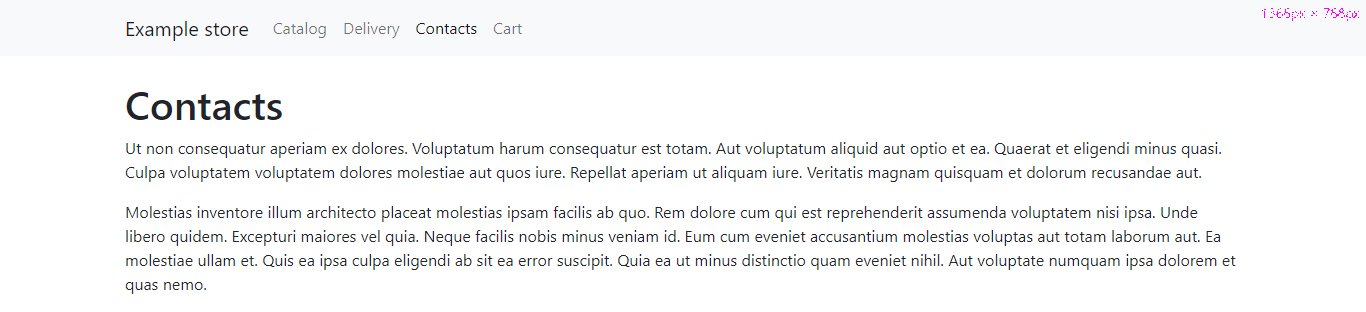 Example store Catalog Delivery Contacts Cart
1366px × 768px
Contacts
Ut non consequatur aperiam ex dolores. Voluptatum harum consequatur est totam. Aut voluptatum aliquid aut optio et ea. Quaerat et eligendi minus quasi.
Culpa voluptatem voluptatem dolores molestiae aut quos iure. Repellat aperiam ut aliquam iure. Veritatis magnam quisquam et dolorum recusandae aut.
Molestias inventore illum architecto placeat molestias ipsam facilis ab quo. Rem dolore cum qui est reprehenderit assumenda voluptatem nisi ipsa. Unde
libero quidem. Excepturi maiores vel quia. Neque facilis nobis minus veniam id. Eum cum eveniet accusantium molestias voluptas aut totam laborum aut. Ea
molestiae ullam et. Quis ea ipsa culpa eligendi ab sit ea error suscipit. Quia ea ut minus distinctio quam eveniet nihil. Aut voluptate numquam ipsa dolorem et
quas nemo.